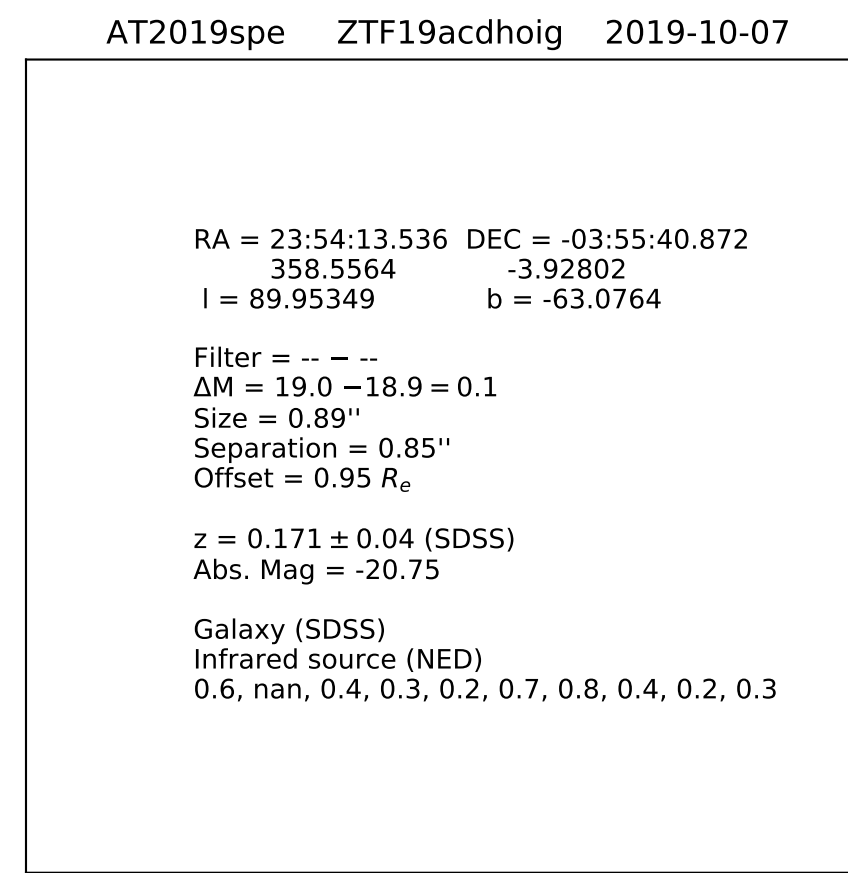 AT2019spe ZTF19acdhoig 2019-10-07
RA = 23:54:13.536 DEC = -03:55:40.872
358.5564 -3.92802
l = 89.95349 b = -63.0764
Filter = -- − --
ΔM = 19.0 −18.9 = 0.1
Size = 0.89''
Separation = 0.85''
Offset = 0.95 Re
z = 0.171 ± 0.04 (SDSS)
Abs. Mag = -20.75
Galaxy (SDSS)
Infrared source (NED)
0.6, nan, 0.4, 0.3, 0.2, 0.7, 0.8, 0.4, 0.2, 0.3